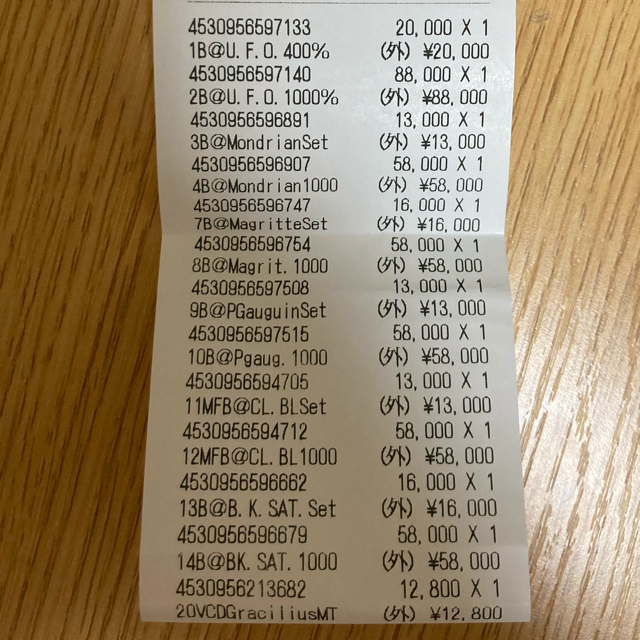 4530956597133 20,000 X 1
1B@U.F.O.400% (外) ¥20,000
4530956597140 88,000 X 1
2B@U.F.O.1000% (外) ¥88,000
4530956596891 13,000 X 1
3B@MondrianSet (外) ¥13,000
4530956596907 58,000 X 1
4B@Mondrian1000 (外) ¥58,000
4530956596747 16,000 X 1
7B@MagritteSet (外) ¥16,000
4530956596754 58,000 X 1
8B@Magrit.1000 (外) ¥58,000
4530956597508 13,000 X 1
9B@PGauguinSet (外) ¥13,000
4530956597515 58,000 X 1
10B@Pgaug.1000 (外) ¥58,000
4530956594705 13,000 X 1
11MFB@CL.BLSet (外) ¥13,000
4530956594712 58,000 X 1
12MFB@CL.BL1000 (外) ¥58,000
4530956596662 16,000 X 1
13B@B.K.SAT.Set (外) ¥16,000
4530956596679 58,000 X 1
14B@BK.SAT.1000 (外) ¥58,000
4530956213682 12,800 X 1
20VCDGraciliusMT (外) ¥12,800